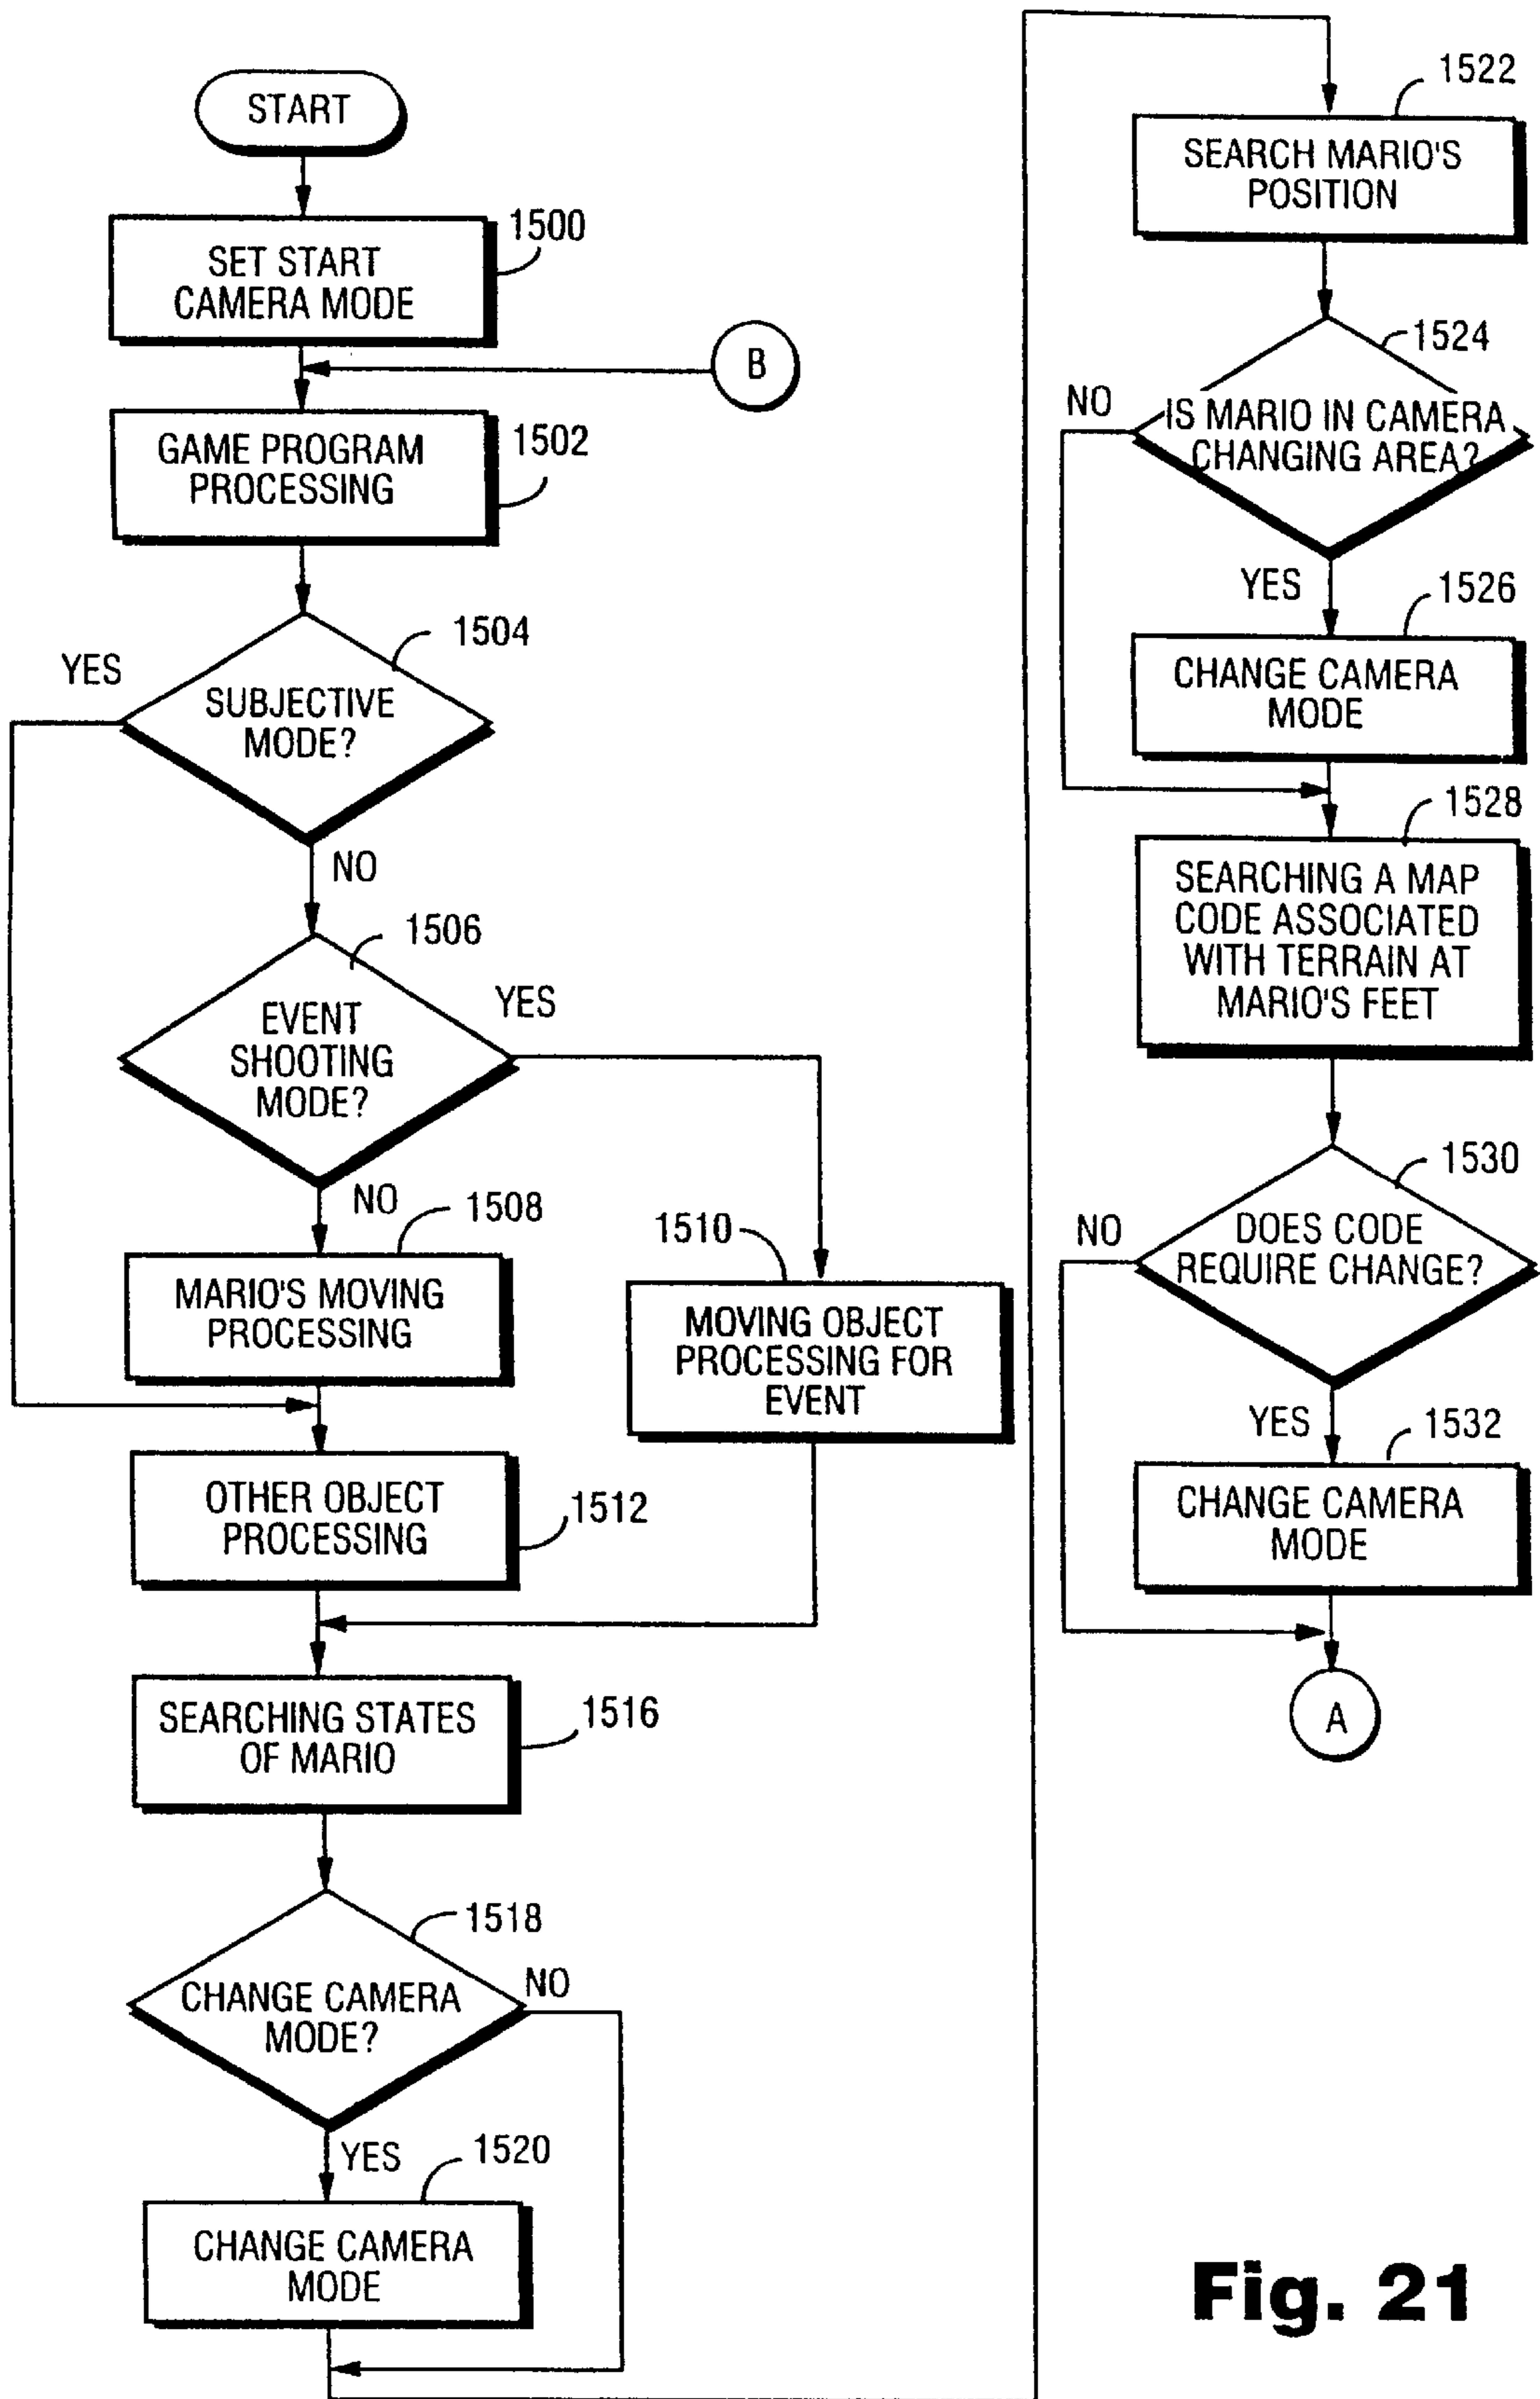 START
1500
SET START
CAMERA MODE
B
GAME PROGRAM
PROCESSING
1502
1504
YES
SUBJECTIVE
MODE?
NO
1506
YES
EVENT
SHOOTING
MODE?
NO
1508
MARIO'S MOVING
PROCESSING
1510
MOVING OBJECT
PROCESSING FOR
EVENT
OTHER OBJECT
PROCESSING
1512
SEARCHING STATES
OF MARIO
1516
1518
CHANGE CAMERA
MODE?
NO
YES
1520
CHANGE CAMERA
MODE
1522
SEARCH MARIO'S
POSITION
1524
NO
IS MARIO IN CAMERA
CHANGING AREA?
YES
1526
CHANGE CAMERA
MODE
1528
SEARCHING A MAP
CODE ASSOCIATED
WITH TERRAIN AT
MARIO'S FEET
1530
NO
DOES CODE
REQUIRE CHANGE?
YES
1532
CHANGE CAMERA
MODE
A
Fig. 21